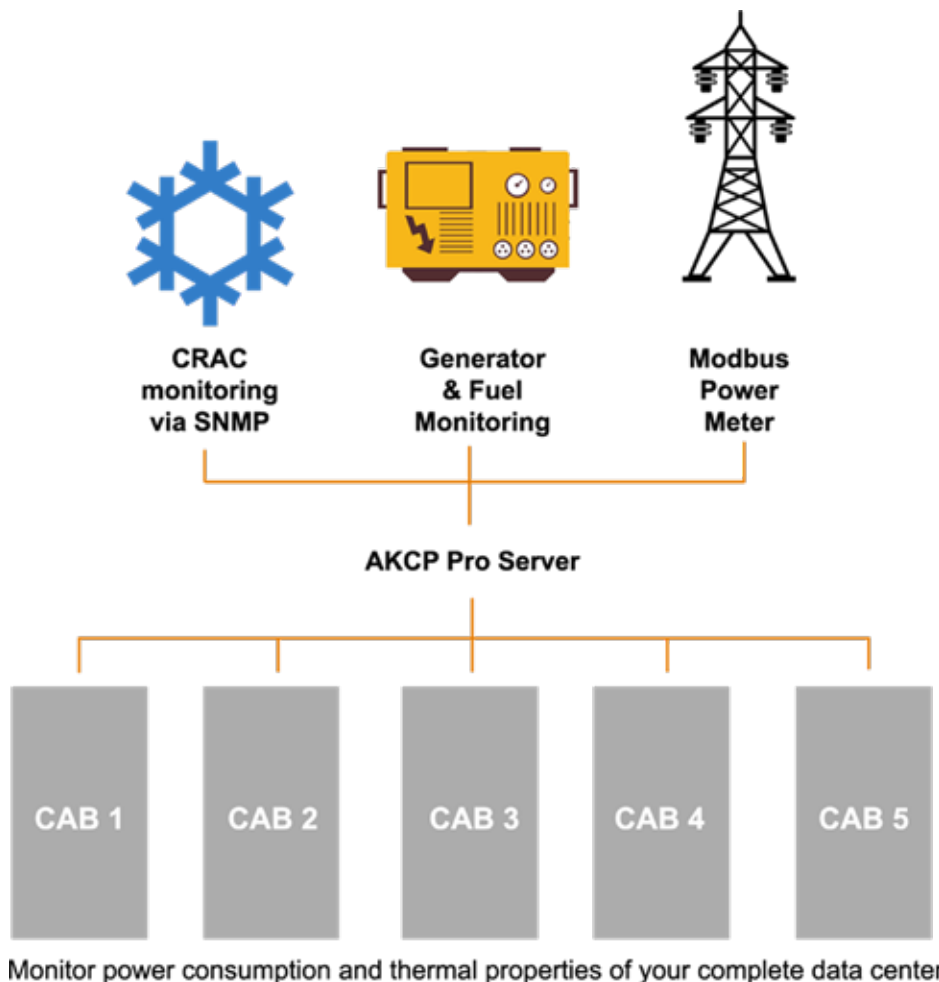 CRAC
monitoring
via SNMP
Generator
& Fuel
Monitoring
Modbus
Power
Meter
AKCP Pro Server
CAB 1
CAB 2
CAB 3
CAB 4
CAB 5
Monitor power consumption and thermal properties of your complete data center